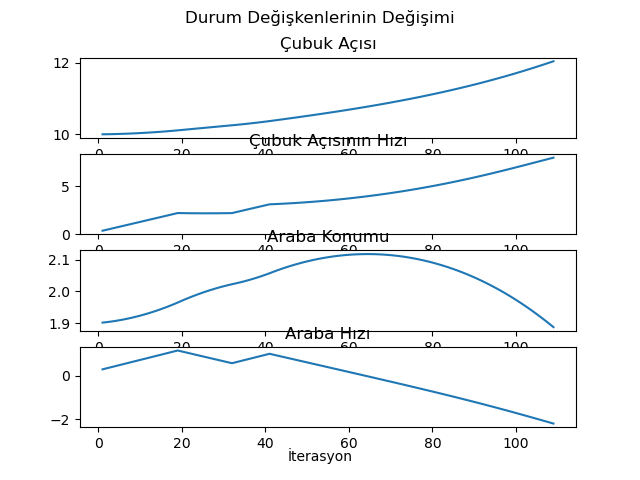 Durum Değişkenlerinin Değişimi
Çubuk Açısı
12
10
0 20 40 60 80 100
Çubuk Açısının Hızı
5
0
0 20 40 60 80 100
Araba Konumu
2.1
2.0
1.9
0 20 40 60 80 100
Araba Hızı
0
−2
0 20 40 60 80 100
İterasyon